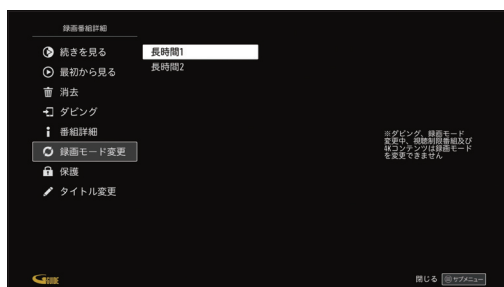 録画番組詳細
続きを見る
最初から見る
消去
ダビング
番組詳細
録画モード変更
保護
タイトル変更
長時間1
長時間2
※ダビング、録画モード
変更中、視聴制限番組及び
4Kコンテンツは録画モード
を変更できません
G GUIDE
閉じる サブメニュー